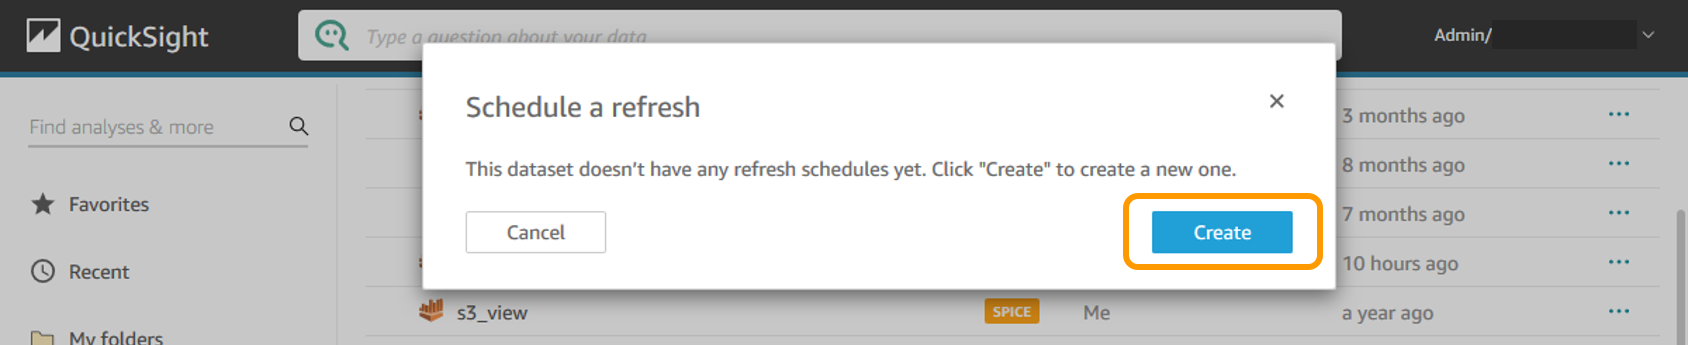 QuickSight
Type a question about your data
Admin/
Schedule a refresh
This dataset doesn't have any refresh schedules yet. Click "Create" to create a new one.
Cancel
Create
Find analyses & more
Favorites
Recent
My folders
3 months ago
8 months ago
7 months ago
10 hours ago
s3_view
SPICE
Me
a year ago